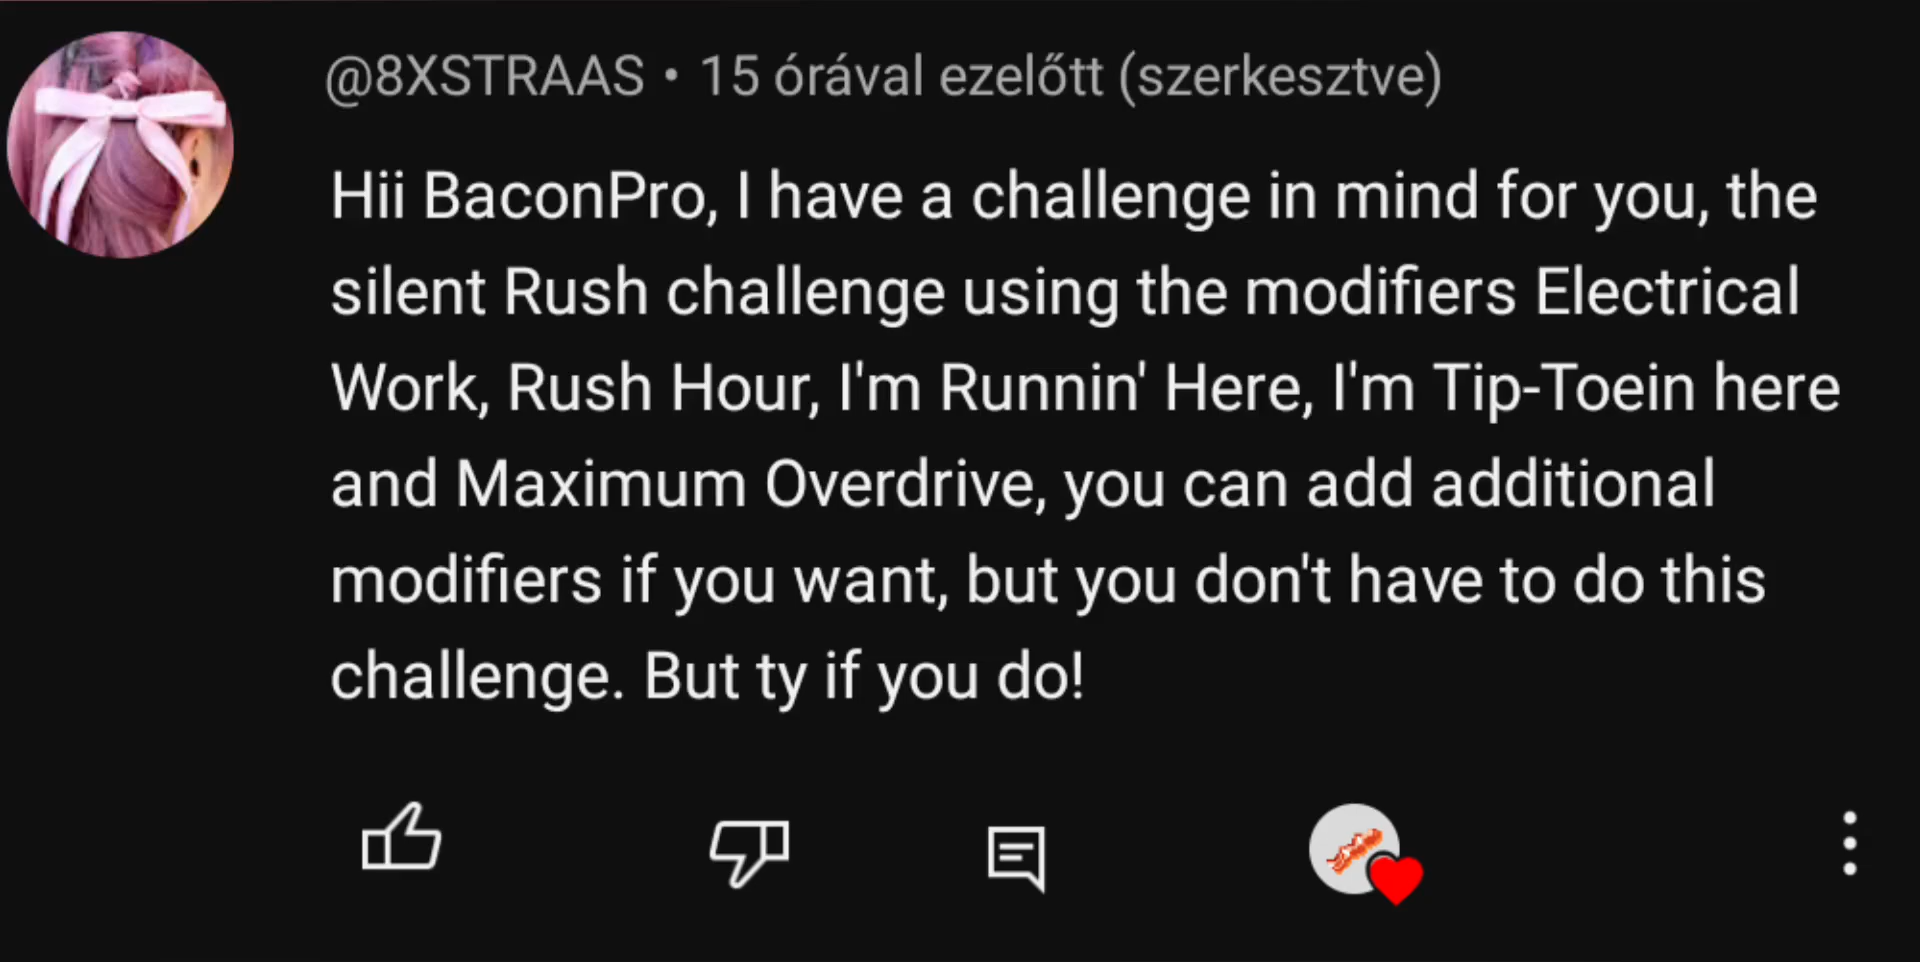 @8XSTRAAS • 15 órával ezelőtt (szerkesztve)
Hii BaconPro, I have a challenge in mind for you, the
silent Rush challenge using the modifiers Electrical
Work, Rush Hour, I'm Runnin' Here, I'm Tip-Toein here
and Maximum Overdrive, you can add additional
modifiers if you want, but you don't have to do this
challenge. But ty if you do!